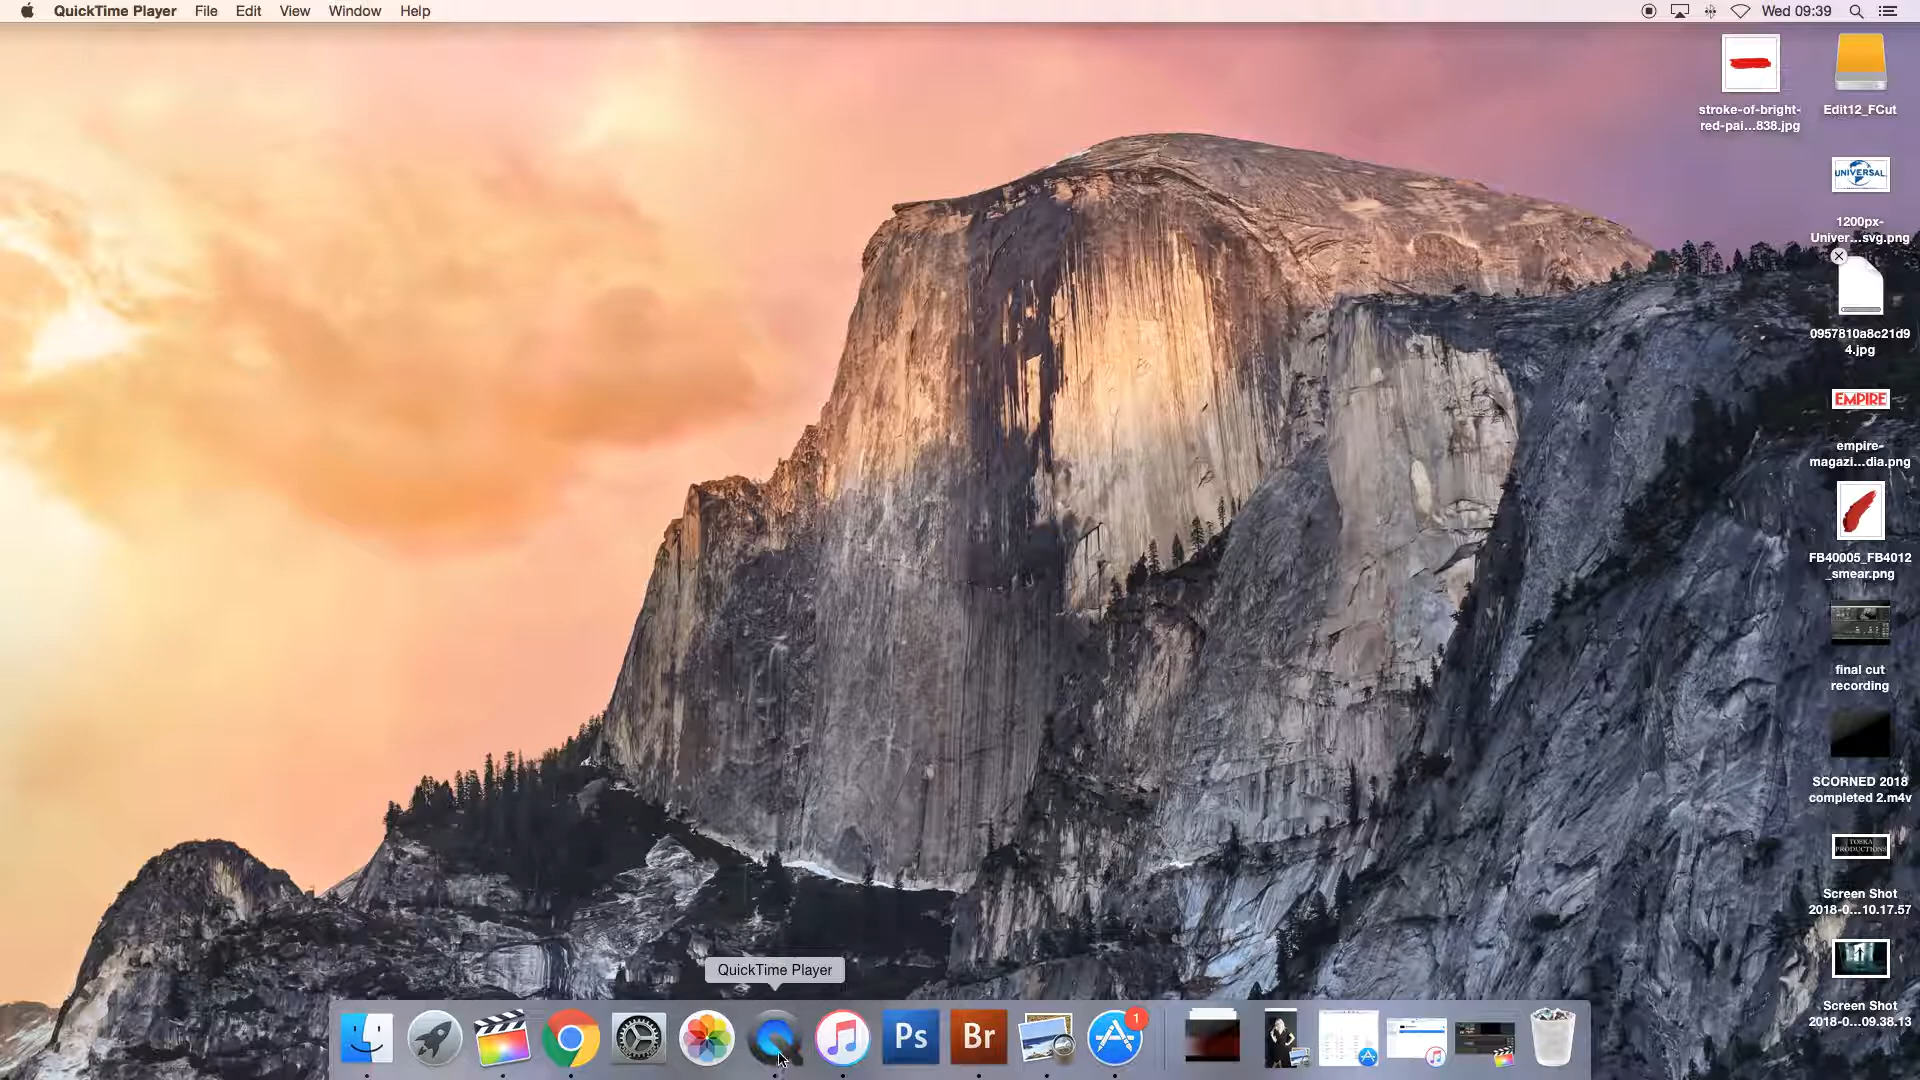 QuickTime Player File Edit View Window Help Wed 09:39
stroke-of-bright-
red-pai...838.jpg
Edit12_FCut
UNIVERSAL
1200px-
Univer...svg.png
0957810a8c21d9
4.jpg
EMPIRE
empire-
magazi...dia.png
FB40005_FB4012
_smear.png
final cut
recording
SCORNED 2018
completed 2.m4v
TOSKA
PRODUCTIONS
Screen Shot
2018-0...10.17.57
Screen Shot
2018-0...09.38.13
QuickTime Player
Ps
Br
1